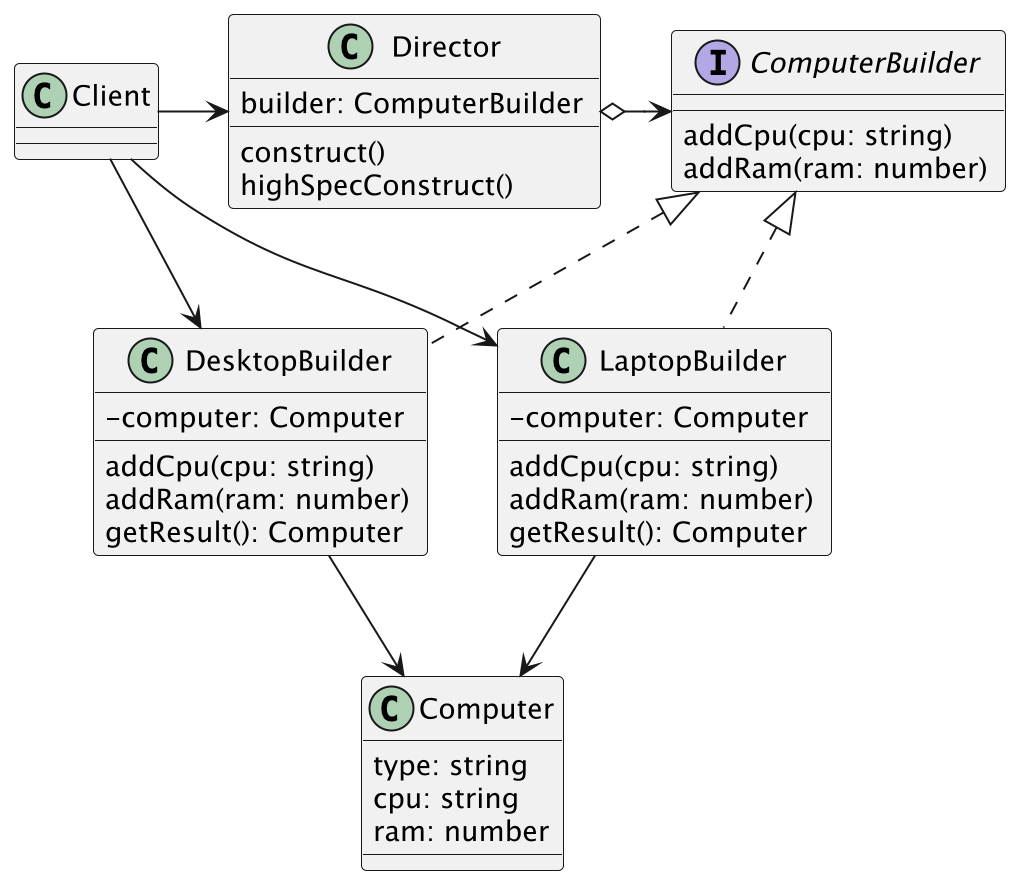 C Client
C Director
builder: ComputerBuilder
construct()
highSpecConstruct()
I ComputerBuilder
addCpu(cpu: string)
addRam(ram: number)
C DesktopBuilder
-computer: Computer
addCpu(cpu: string)
addRam(ram: number)
getResult(): Computer
C LaptopBuilder
-computer: Computer
addCpu(cpu: string)
addRam(ram: number)
getResult(): Computer
C Computer
type: string
cpu: string
ram: number